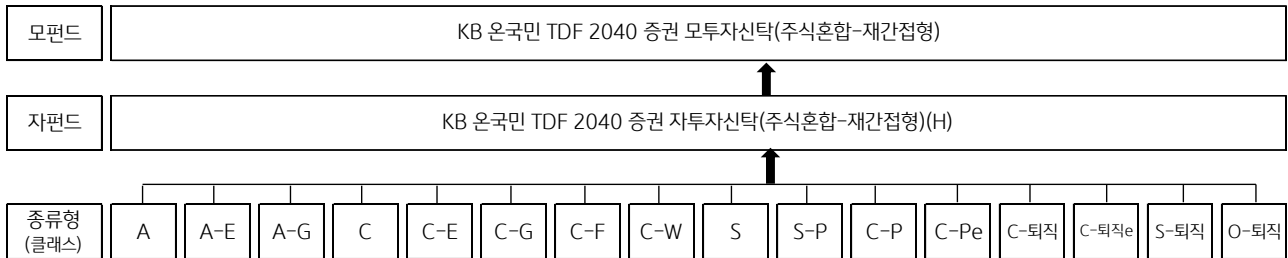 모펀드
KB 온국민 TDF 2040 증권 모투자신탁(주식혼합-재간접형)
자펀드
KB 온국민 TDF 2040 증권 자투자신탁(주식혼합-재간접형)(H)
종류형
(클래스)
A
A-E
A-G
C
C-E
C-G
C-F
C-W
S
S-P
C-P
C-Pe
C-퇴직
C-퇴직e
S-퇴직
O-퇴직